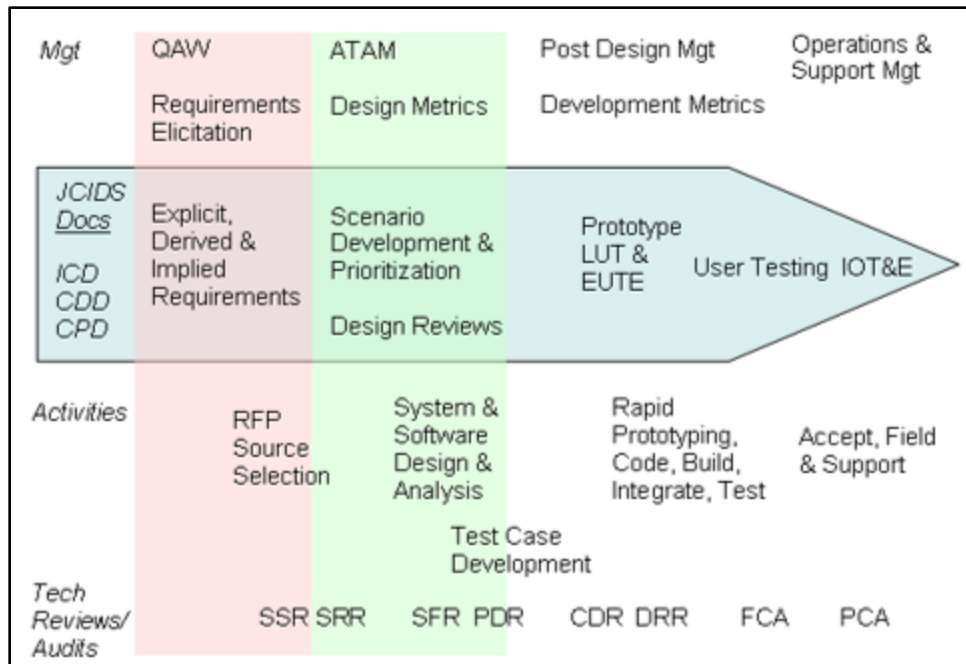 Mgt
QAW
ATAM
Post Design Mgt
Operations &
Support Mgt
Requirements
Elicitation
Design Metrics
Development Metrics
JCIDS
Docs
ICD
CDD
CPD
Explicit,
Derived &
Implied
Requirements
Scenario
Development &
Prioritization
Design Reviews
Prototype
LUT &
EUTE
User Testing
IOT&E
Activities
RFP
Source
Selection
System &
Software
Design &
Analysis
Rapid
Prototyping,
Code, Build,
Integrate, Test
Accept, Field
& Support
Test Case
Development
Tech
Reviews/
Audits
SSR SRR SFR PDR CDR DRR FCA PCA